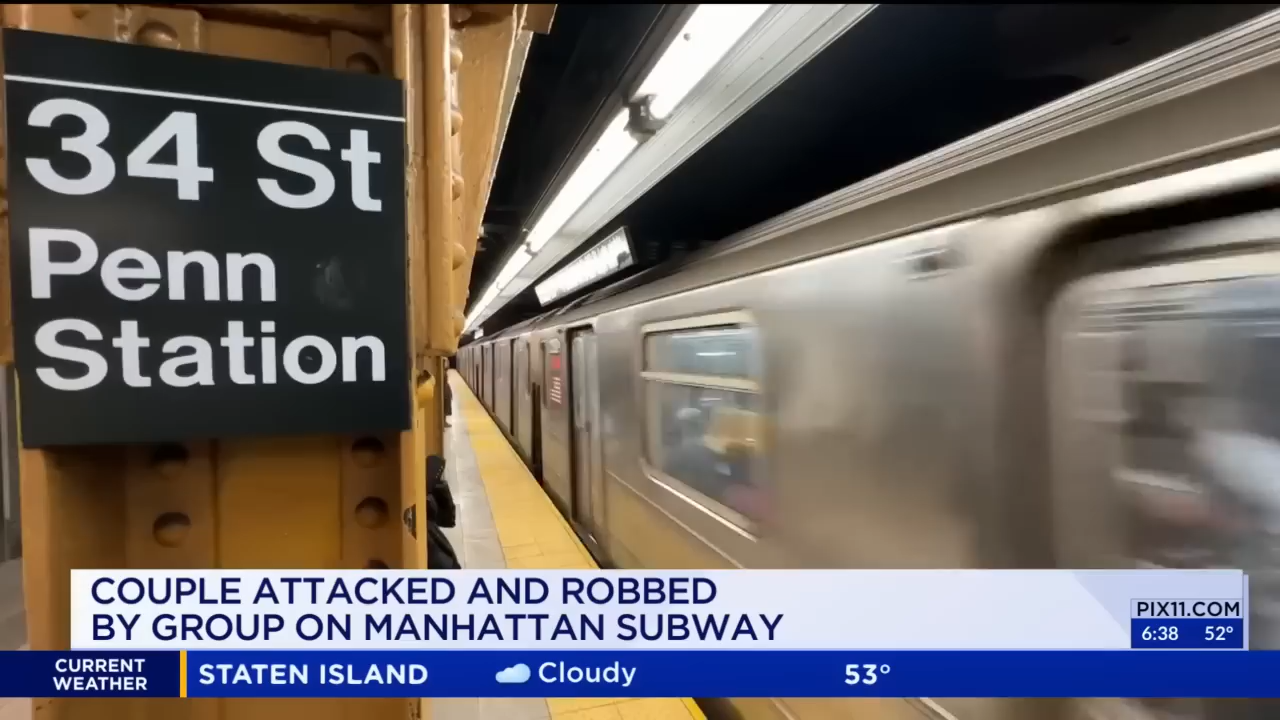 34 St
Penn
Station
COUPLE ATTACKED AND ROBBED
BY GROUP ON MANHATTAN SUBWAY
PIX11.COM
6:38 52°
CURRENT
WEATHER
STATEN ISLAND Cloudy 53°